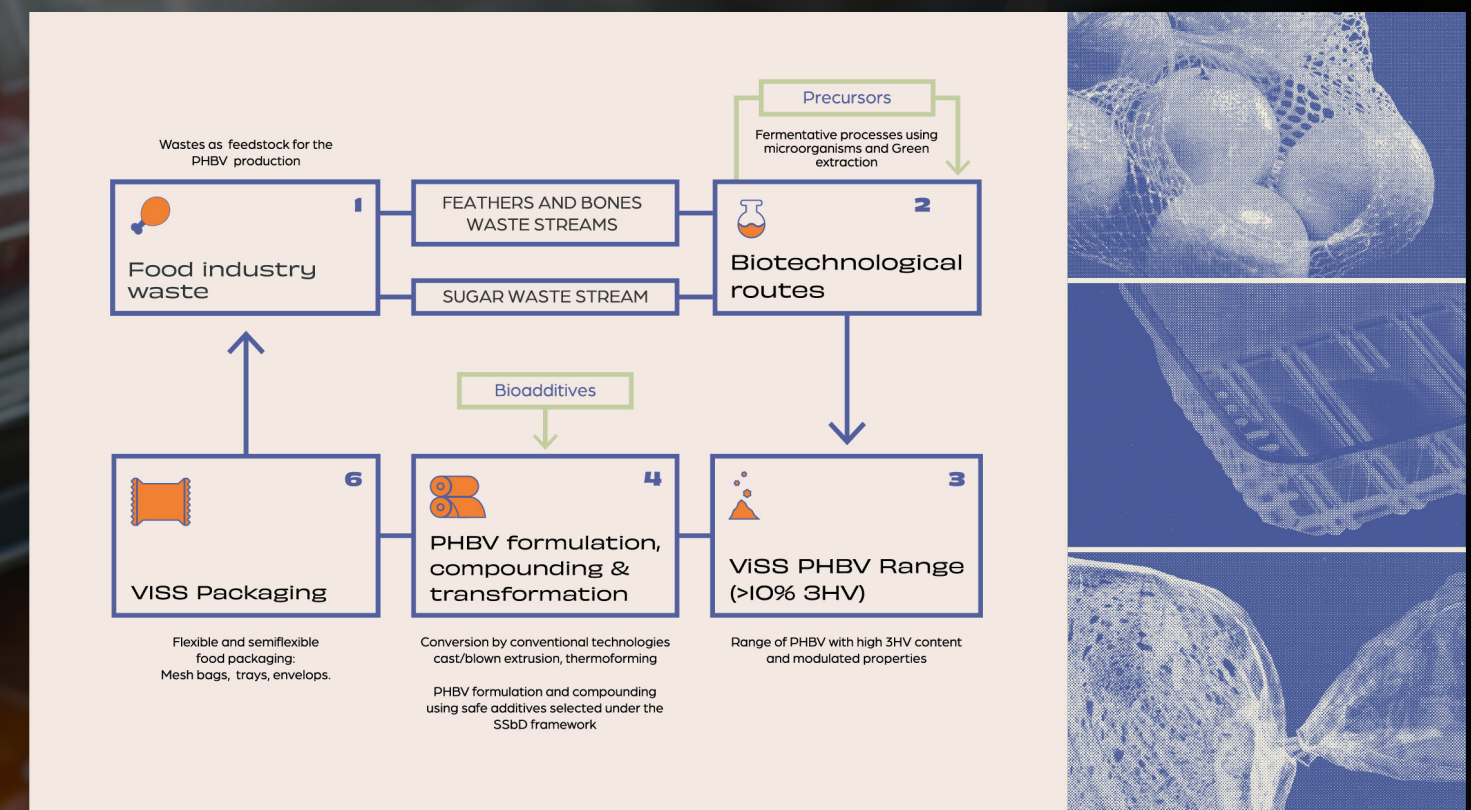 Precursors
Wastes as feedstock for the
PHBV production
Fermentative processes using
microorganisms and Green
extraction
1
Food industry
waste
FEATHERS AND BONES
WASTE STREAMS
SUGAR WASTE STREAM
2
Biotechnological
routes
Bioadditives
6
VISS Packaging
4
PHBV formulation,
compounding &
transformation
3
ViSS PHBV Range
(>10% 3HV)
Flexible and semiflexible
food packaging:
Mesh bags, trays, envelops.
Conversion by conventional technologies
cast/blown extrusion, thermoforming
PHBV formulation and compounding
using safe additives selected under the
SSbD framework
Range of PHBV with high 3HV content
and modulated properties